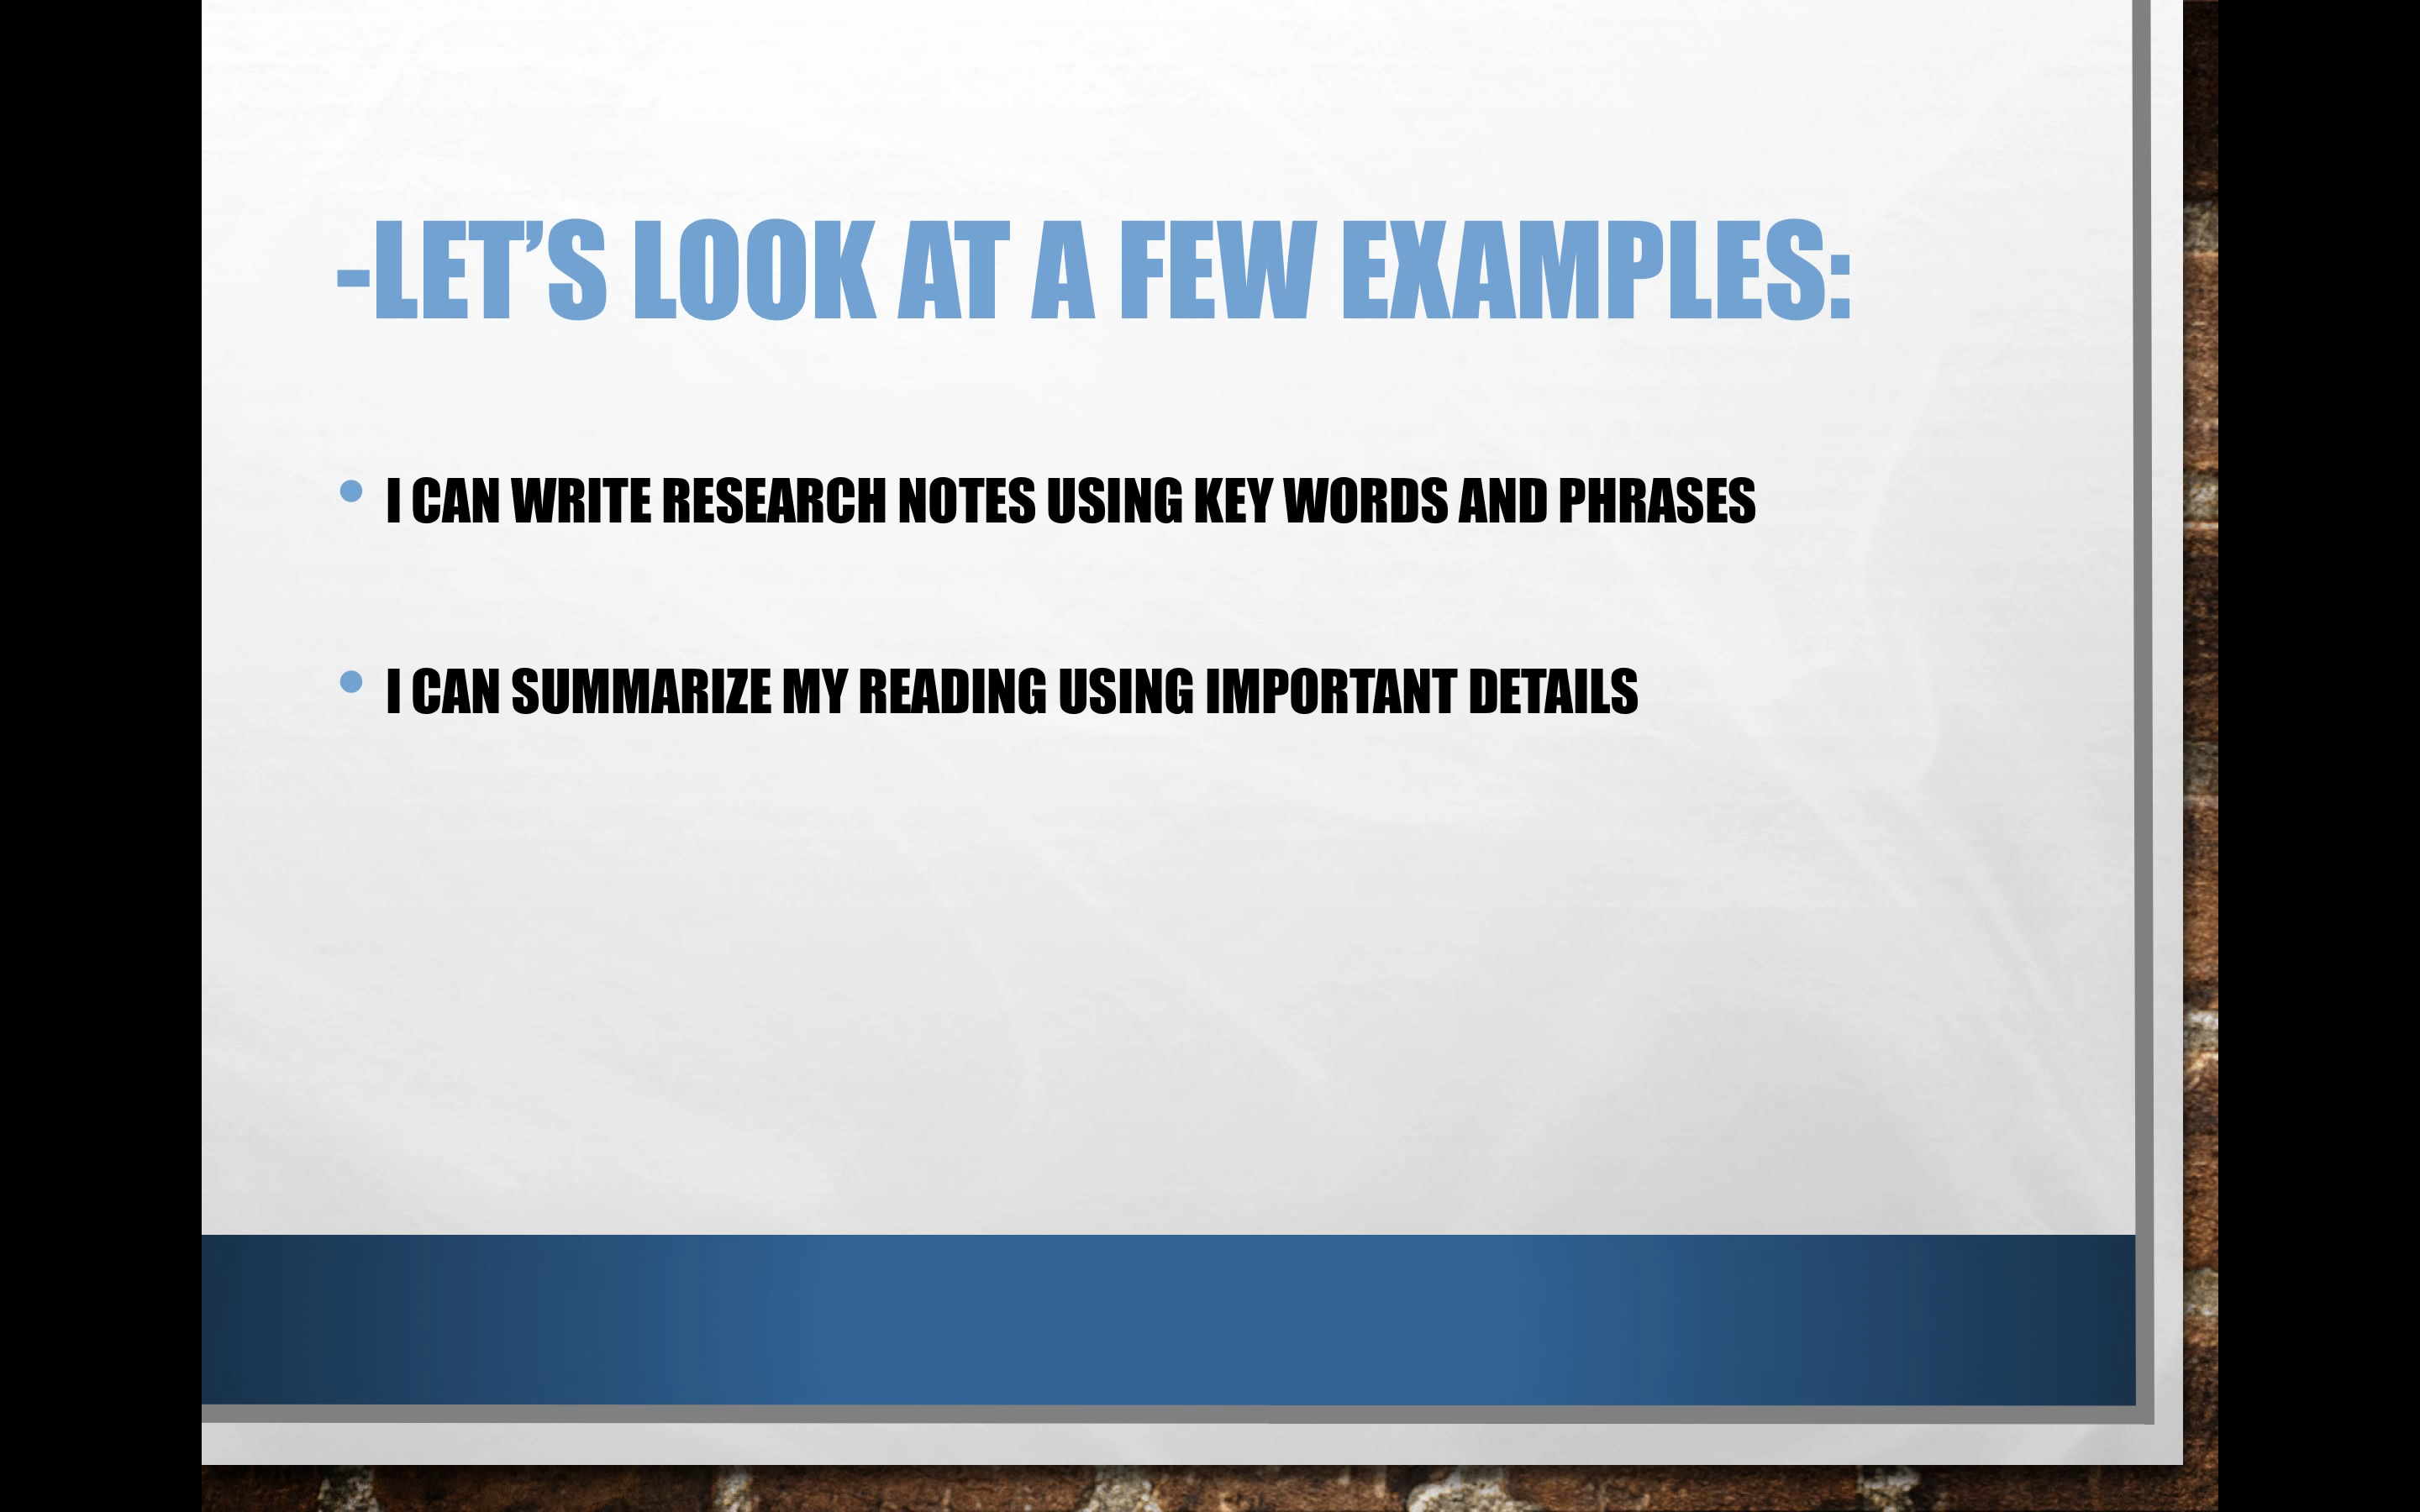 -LET’S LOOK AT A FEW EXAMPLES:
• I CAN WRITE RESEARCH NOTES USING KEY WORDS AND PHRASES
• I CAN SUMMARIZE MY READING USING IMPORTANT DETAILS